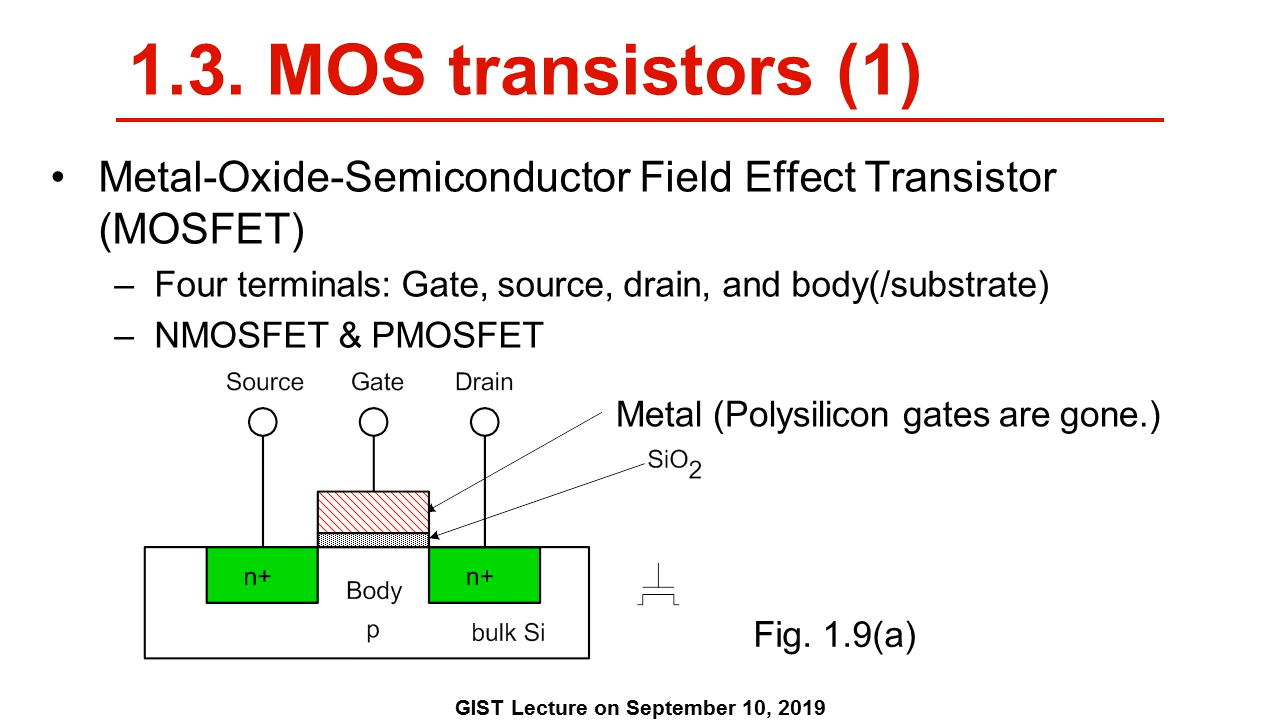 1.3. MOS transistors (1)
• Metal-Oxide-Semiconductor Field Effect Transistor
(MOSFET)
– Four terminals: Gate, source, drain, and body(/substrate)
– NMOSFET & PMOSFET
Source Gate Drain
Metal (Polysilicon gates are gone.)
SiO2
n+ n+
Body
p bulk Si
Fig. 1.9(a)
GIST Lecture on September 10, 2019